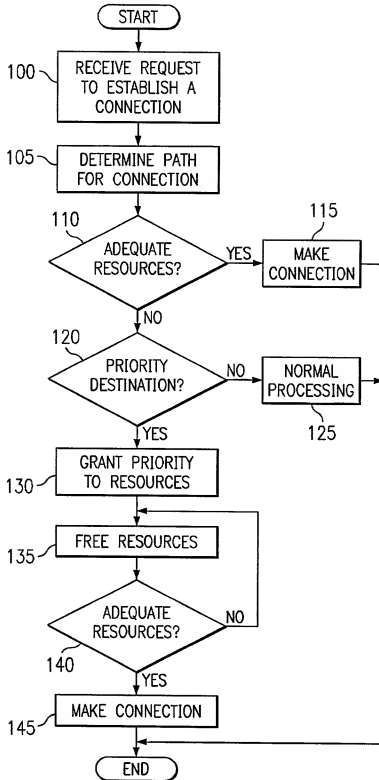 START
100
RECEIVE REQUEST
TO ESTABLISH A
CONNECTION
105
DETERMINE PATH
FOR CONNECTION
110
ADEQUATE
RESOURCES?
YES
115
MAKE
CONNECTION
NO
120
PRIORITY
DESTINATION?
NO
NORMAL
PROCESSING
125
YES
130
GRANT PRIORITY
TO RESOURCES
135
FREE RESOURCES
ADEQUATE
RESOURCES?
NO
140
YES
145
MAKE CONNECTION
END